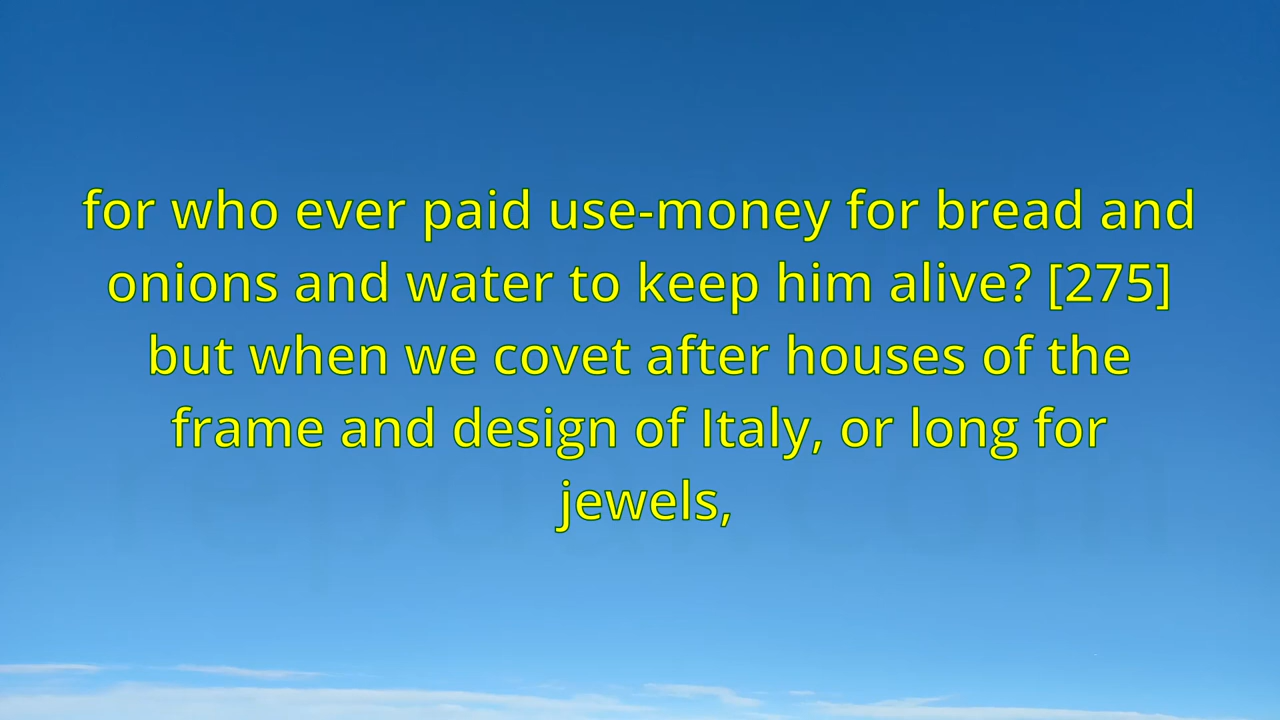 for who ever paid use-money for bread and
onions and water to keep him alive? [275]
but when we covet after houses of the
frame and design of Italy, or long for
jewels,